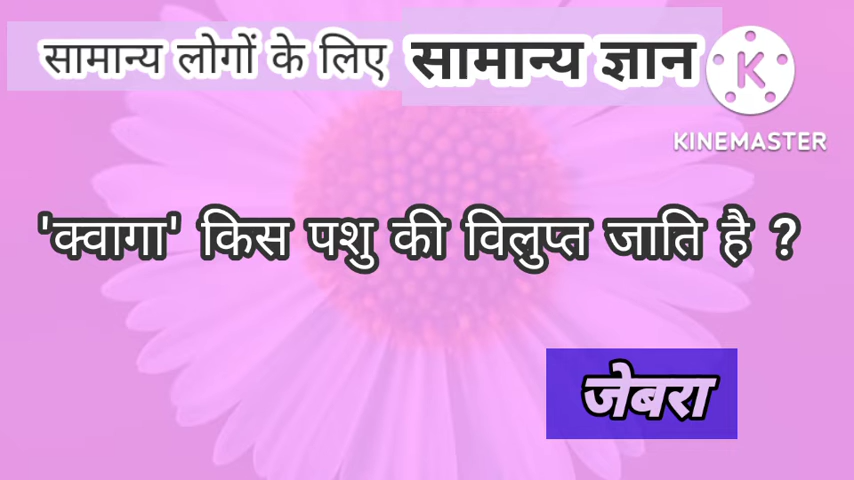 सामान्य लोगों के लिए सामान्य ज्ञान
K
KINEMASTER
'क्वागा' किस पशु की विलुप्त जाति है ?
जेबरा